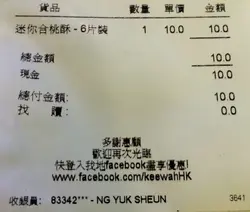 貨品 數量 單價 金額
迷你合桃酥 - 6片裝 1 10.0 10.0
總金額 10.0
現金 10.0
總付金額: 10.0
找 贖: 0.0
多謝惠顧
歡迎再次光臨
快登入我地facebook攞享優惠!
www.facebook.com/keewahHK
收銀員: 83342*** - NG YUK SHEUN 3641